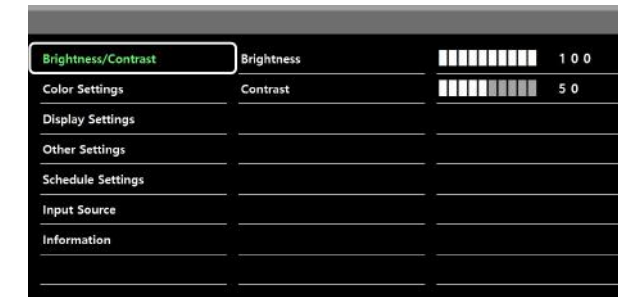 Brightness/Contrast Brightness 100
Color Settings Contrast 50
Display Settings
Other Settings
Schedule Settings
Input Source
Information